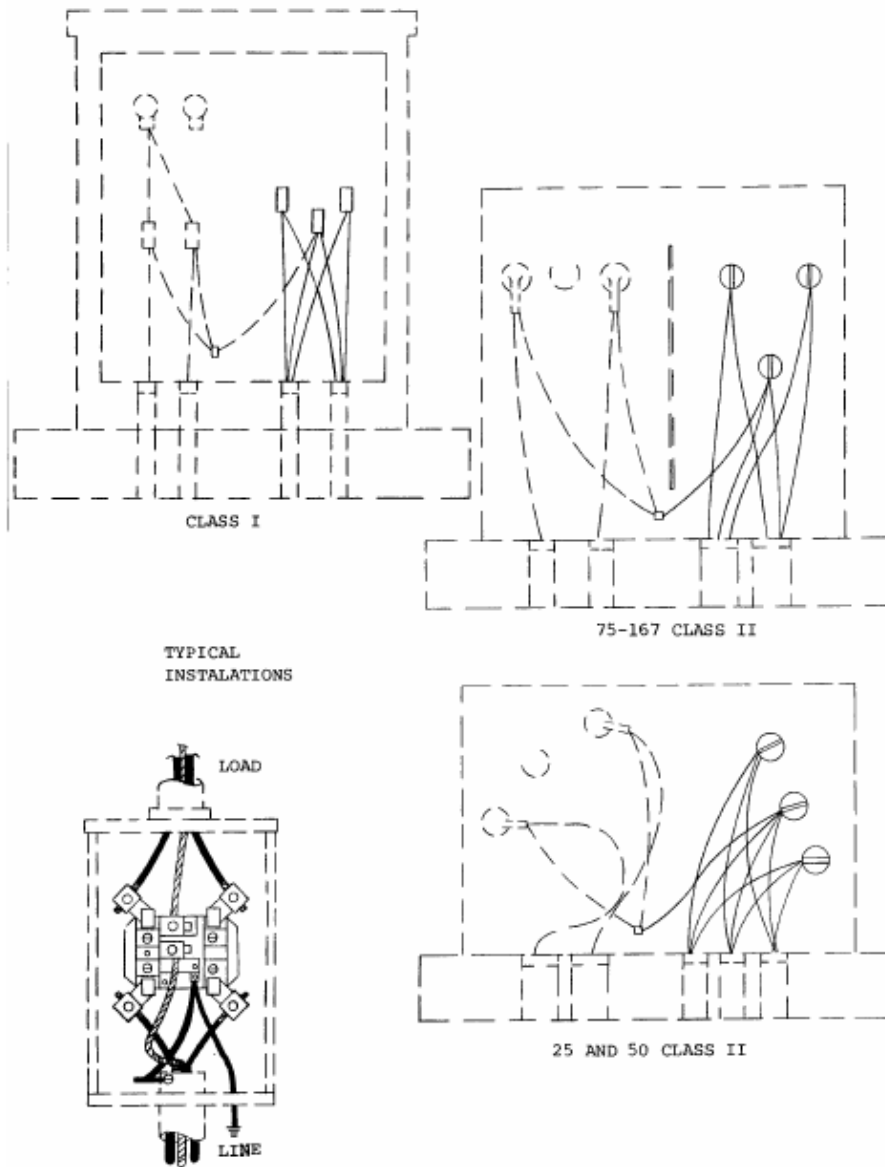 CLASS I
75-167 CLASS II
TYPICAL
INSTALATIONS
LOAD
25 AND 50 CLASS II
LINE